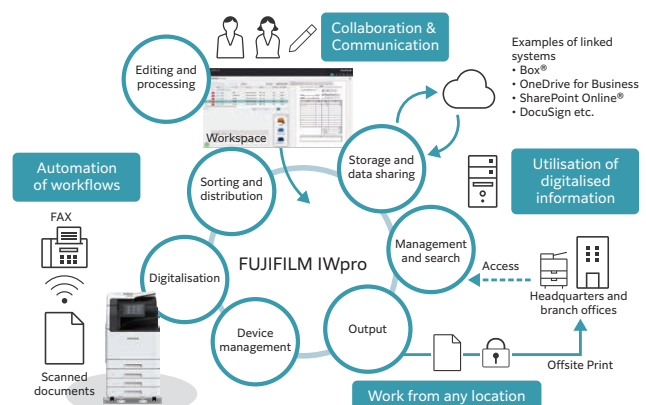 Collaboration &
Communication
Editing and
processing
Workspace
Examples of linked
systems
• Box®
• OneDrive for Business
• SharePoint Online®
• DocuSign etc.
Automation
of workflows
Sorting and
distribution
Storage and
data sharing
Utilisation of
digitalised
information
FAX
Digitalisation
FUJIFILM IWpro
Management
and search
Access
Headquarters and
branch offices
Device
management
Output
Scanned
documents
Offsite Print
Work from any location